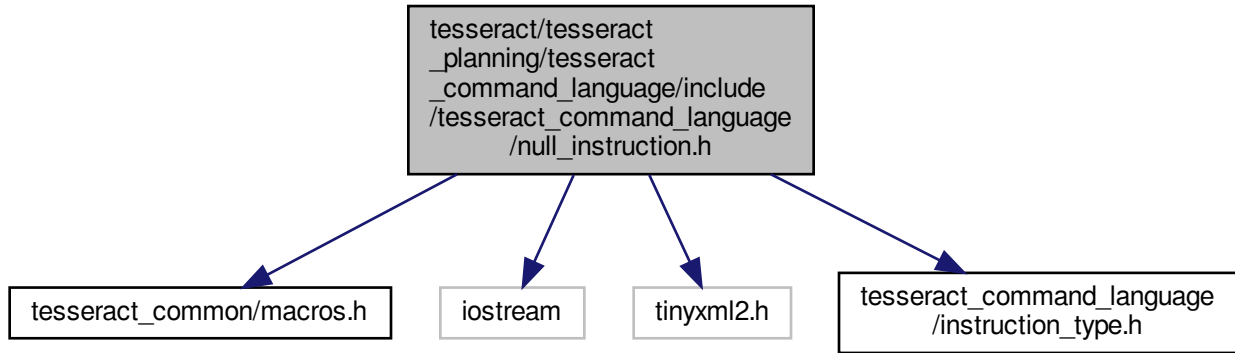 tesseract/tesseract
_planning/tesseract
_command_language/include
/tesseract_command_language
/null_instruction.h
tesseract_common/macros.h
iostream
tinyxml2.h
tesseract_command_language
/instruction_type.h